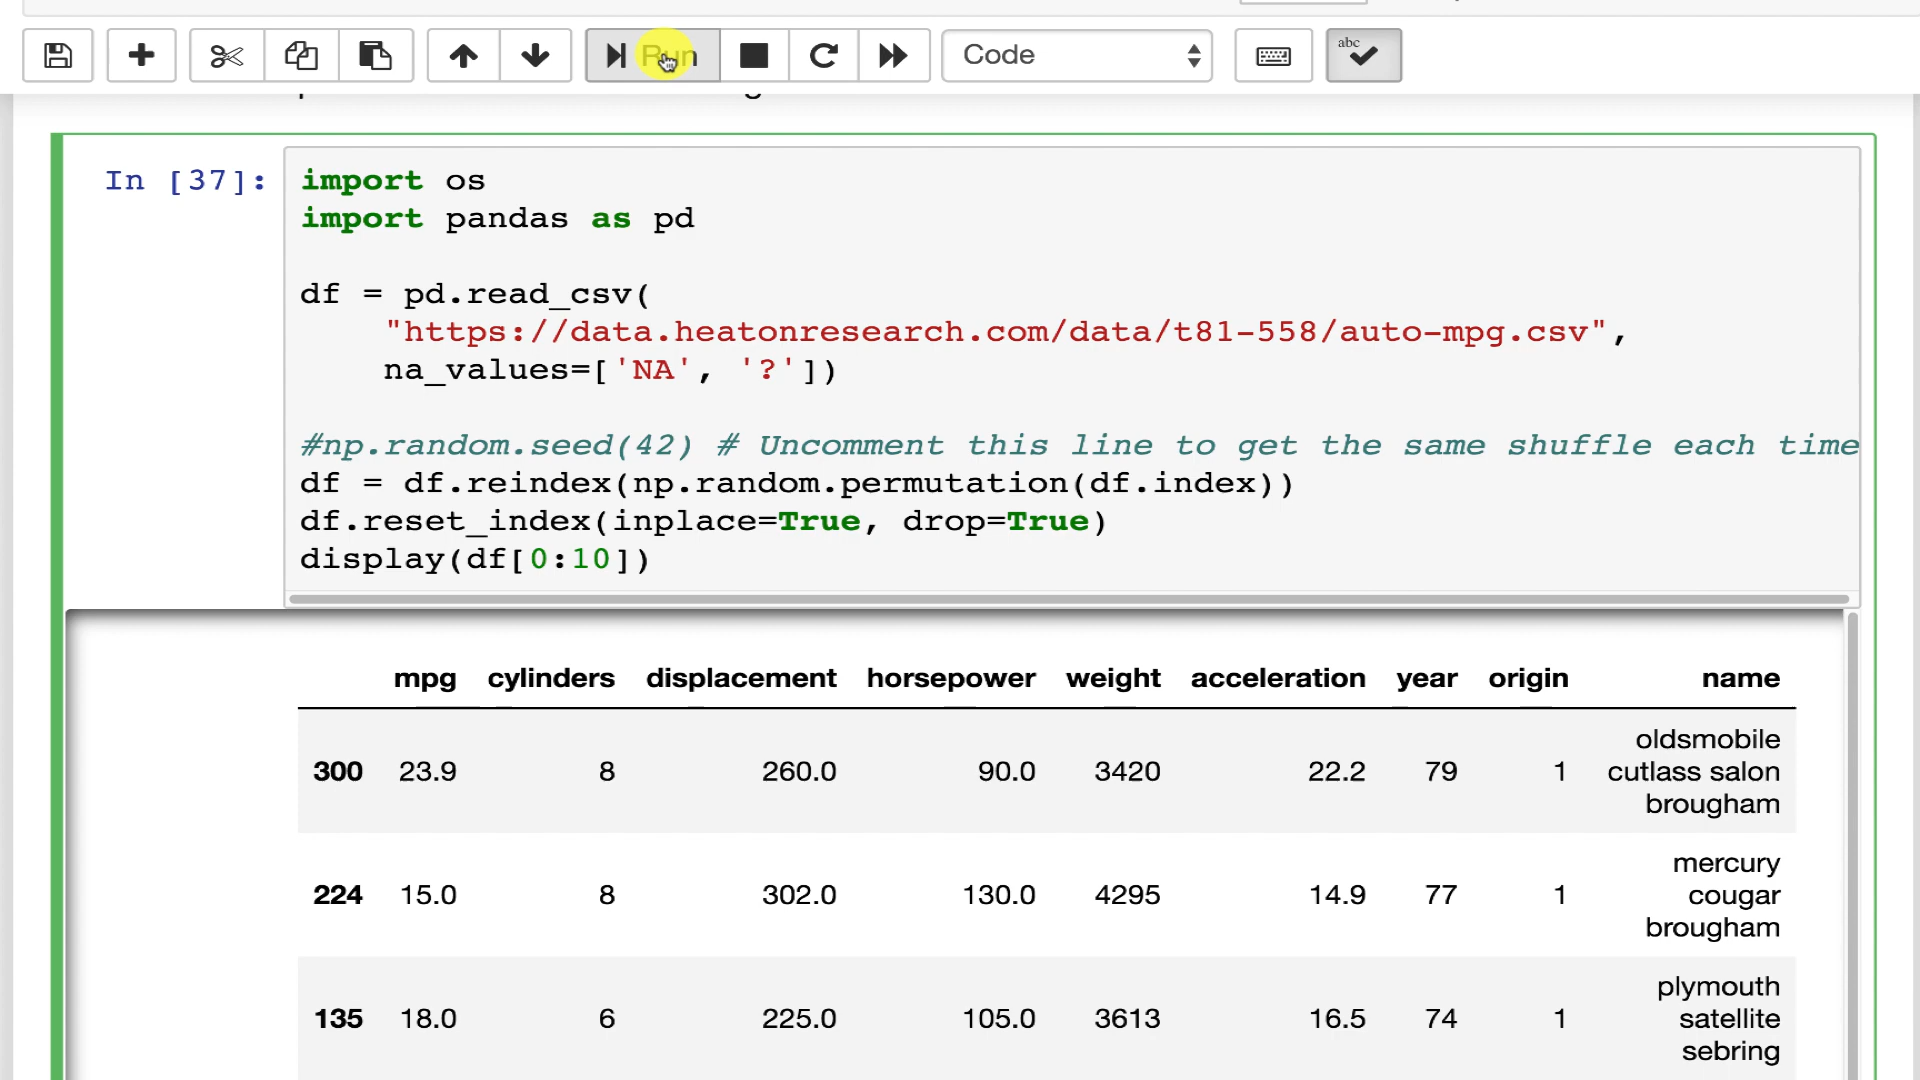 Run
Code
abc
In [37]:
import os
import pandas as pd
df = pd.read_csv(
"https://data.heatonresearch.com/data/t81-558/auto-mpg.csv",
na_values=['NA', '?'])
#np.random.seed(42) # Uncomment this line to get the same shuffle each time
df = df.reindex(np.random.permutation(df.index))
df.reset_index(inplace=True, drop=True)
display(df[0:10])
mpg cylinders displacement horsepower weight acceleration year origin name
300 23.9 8 260.0 90.0 3420 22.2 79 1 oldsmobile
cutlass salon
brougham
224 15.0 8 302.0 130.0 4295 14.9 77 1 mercury
cougar
brougham
135 18.0 6 225.0 105.0 3613 16.5 74 1 plymouth
satellite
sebring